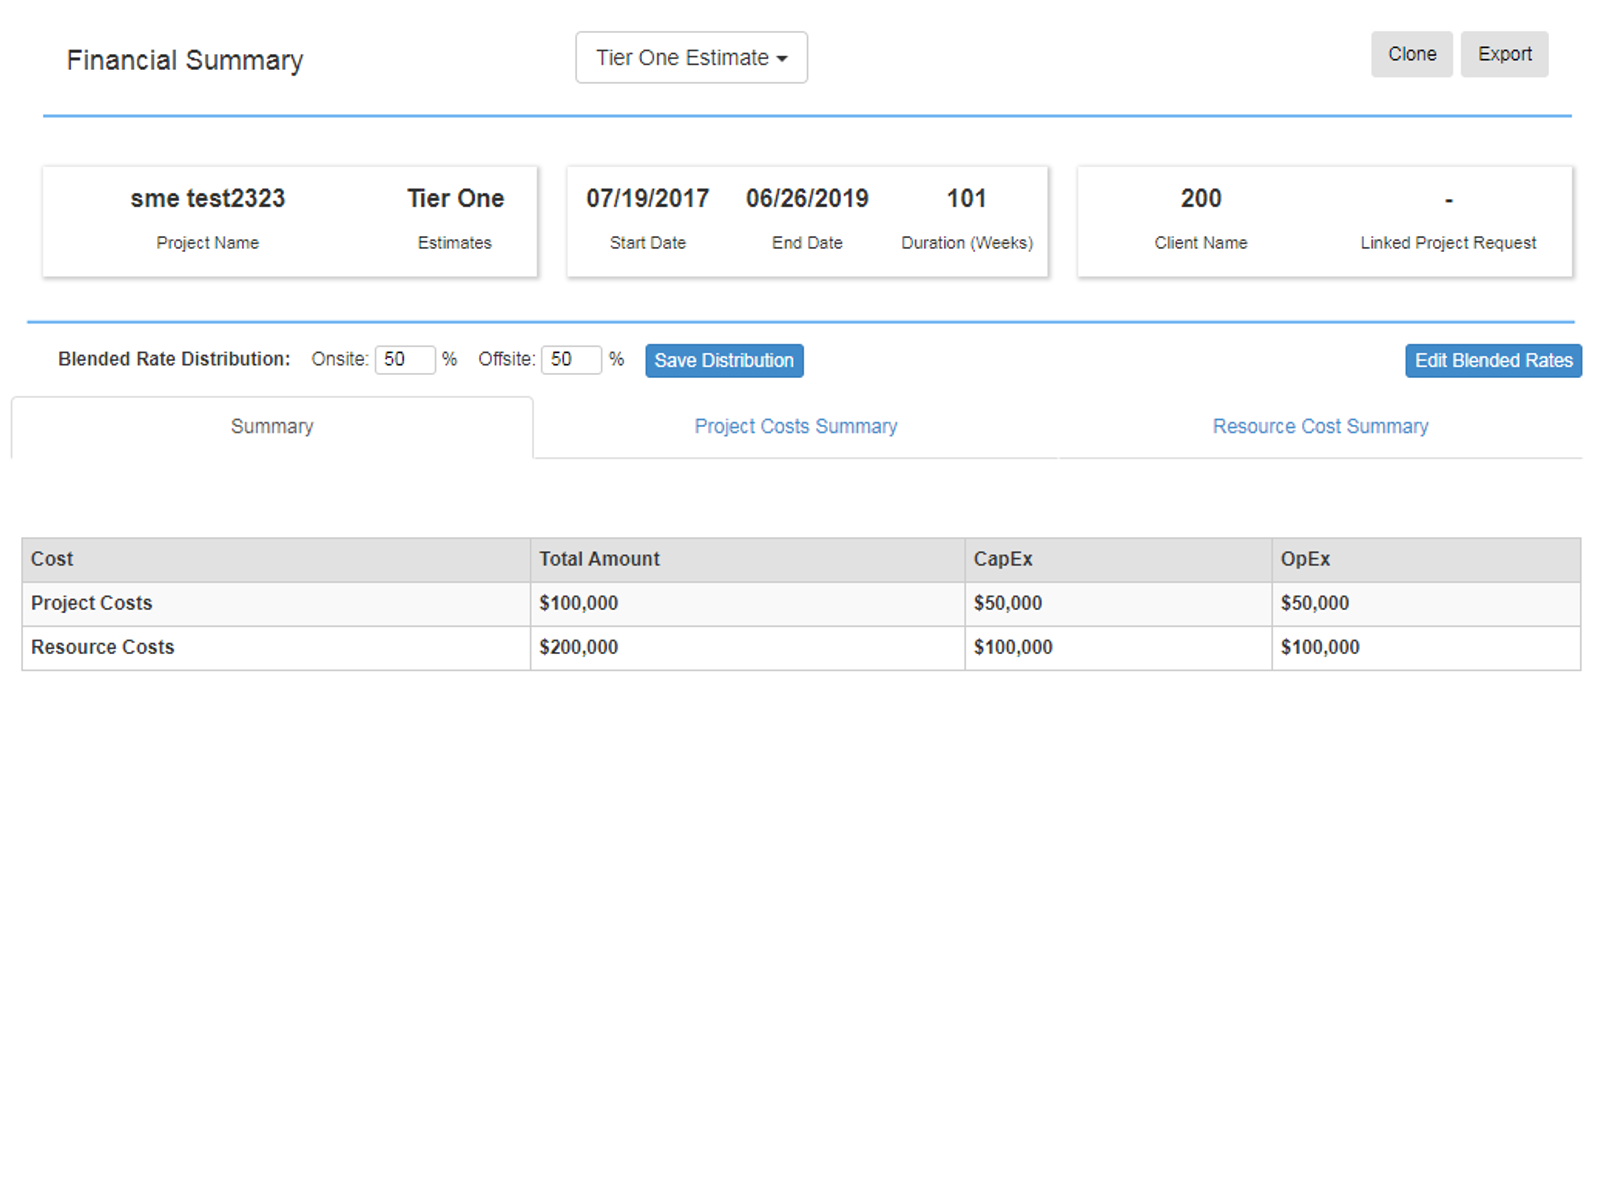 Financial Summary
Tier One Estimate
Clone
Export
sme test2323
Project Name
Tier One
Estimates
07/19/2017
Start Date
06/26/2019
End Date
101
Duration (Weeks)
200
Client Name
-
Linked Project Request
Blended Rate Distribution: Onsite: 50 % Offsite: 50 % Save Distribution Edit Blended Rates
Summary Project Costs Summary Resource Cost Summary
Cost Total Amount CapEx OpEx
Project Costs $100,000 $50,000 $50,000
Resource Costs $200,000 $100,000 $100,000